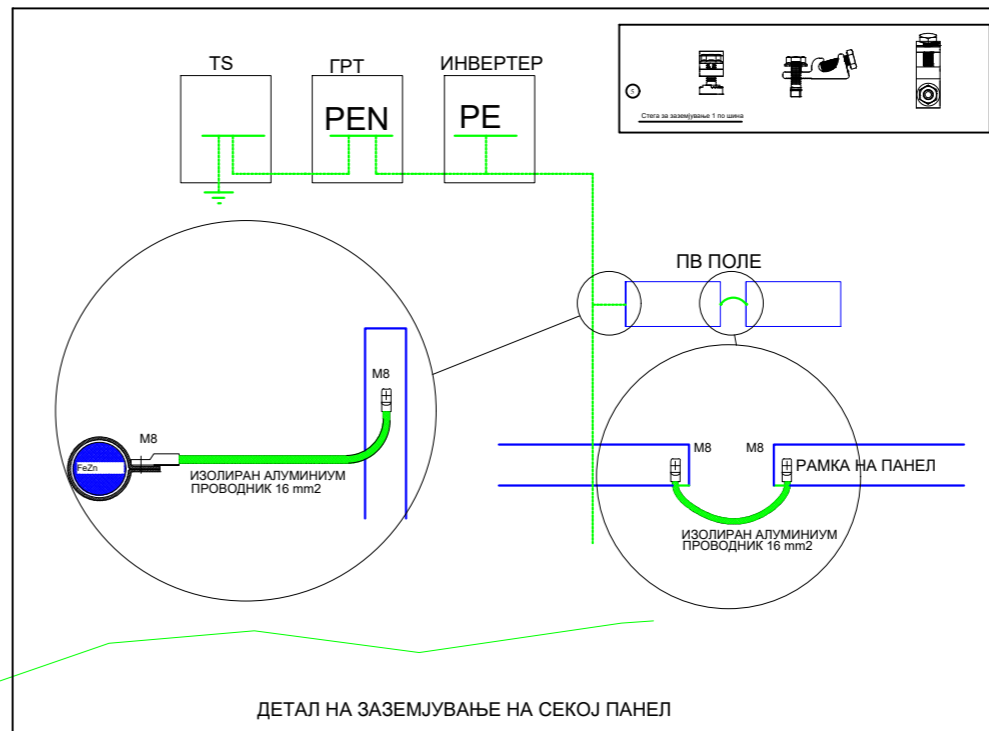 TS
ГРТ
ИНВЕРТЕР
PEN
PE
5
Стега за заземјување 1 по шина
ПВ ПОЛЕ
M8
M8
FeZn
ИЗОЛИРАН АЛУМИНИУМ
ПРОВОДНИК 16 mm2
M8
M8
РАМКА НА ПАНЕЛ
ИЗОЛИРАН АЛУМИНИУМ
ПРОВОДНИК 16 mm2
ДЕТАЛ НА ЗАЗЕМЈУВАЊЕ НА СЕКОЈ ПАНЕЛ